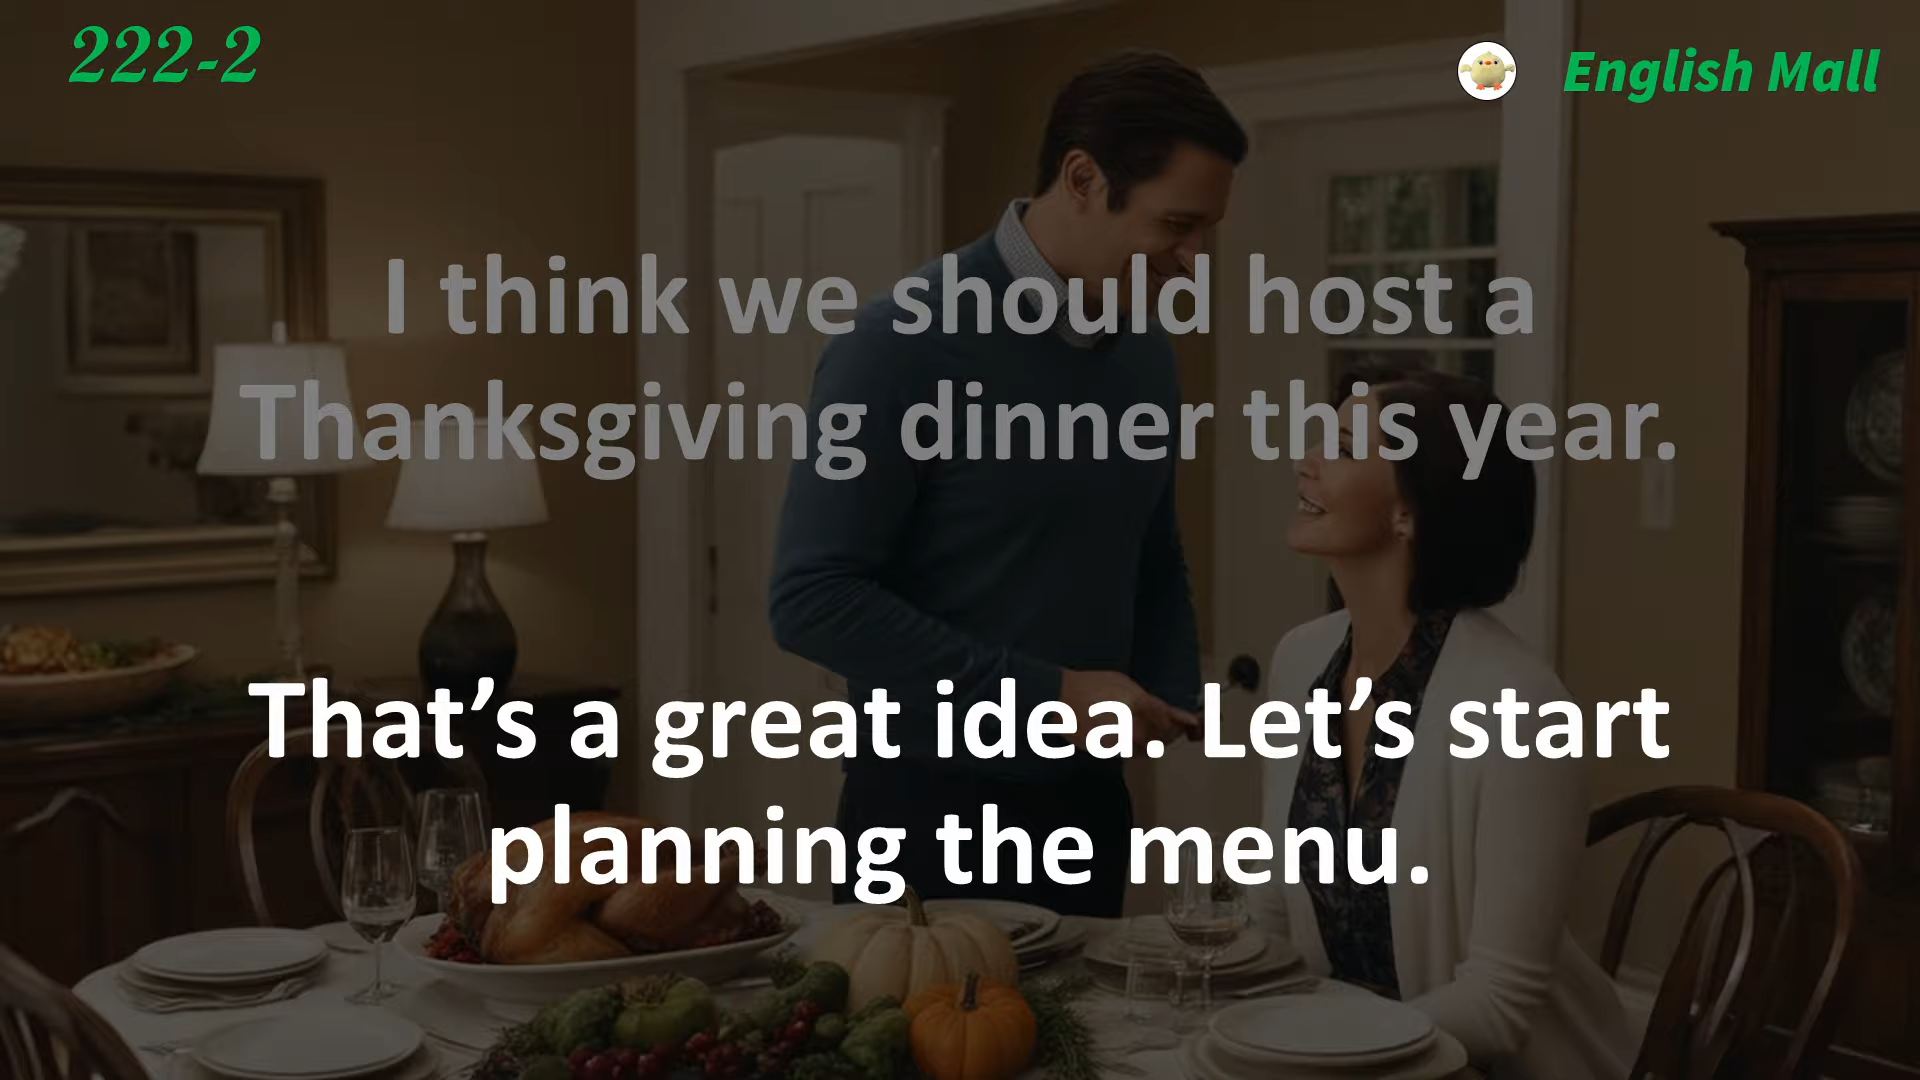 222-2
English Mall
I think we should host a
Thanksgiving dinner this year.
That’s a great idea. Let’s start
planning the menu.